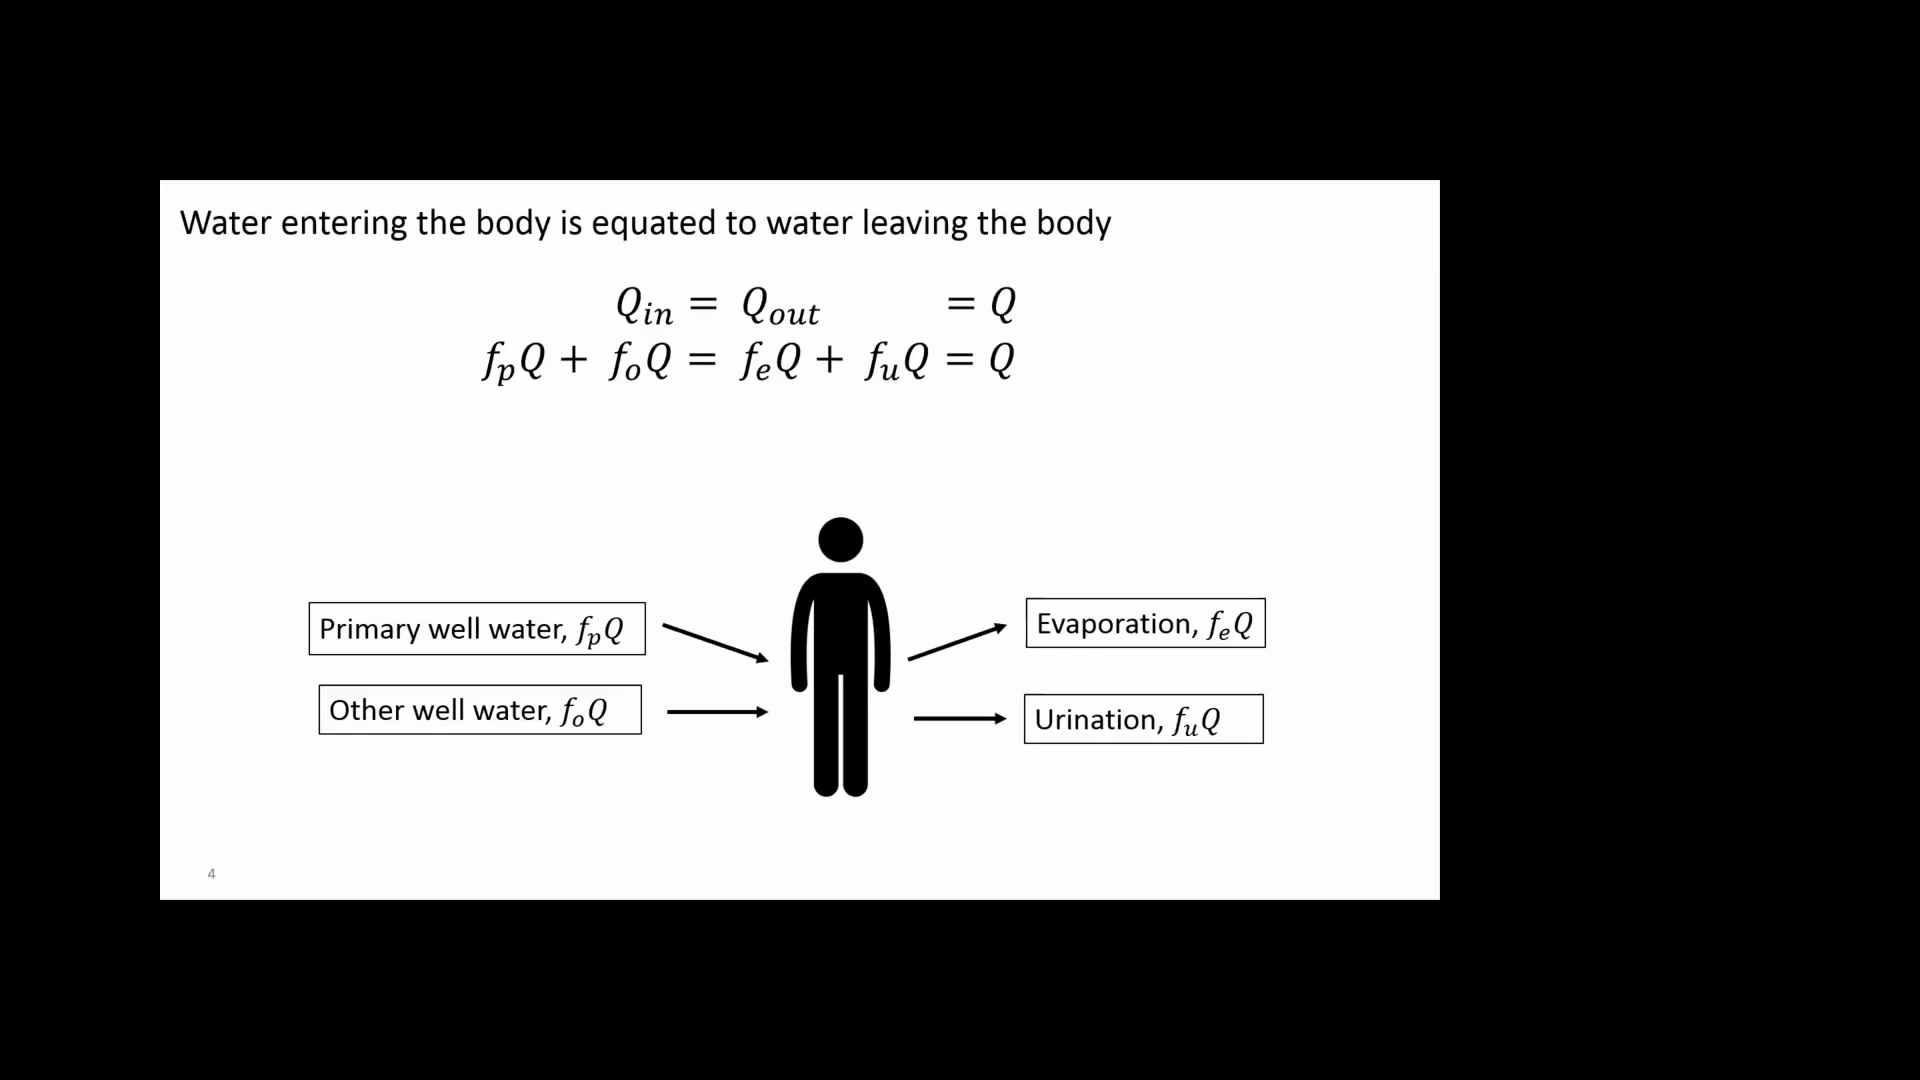 Water entering the body is equated to water leaving the body
Q_in = Q_out = Q
f_pQ + f_oQ = f_eQ + f_uQ = Q
Primary well water, f_pQ
Other well water, f_oQ
Evaporation, f_eQ
Urination, f_uQ
4